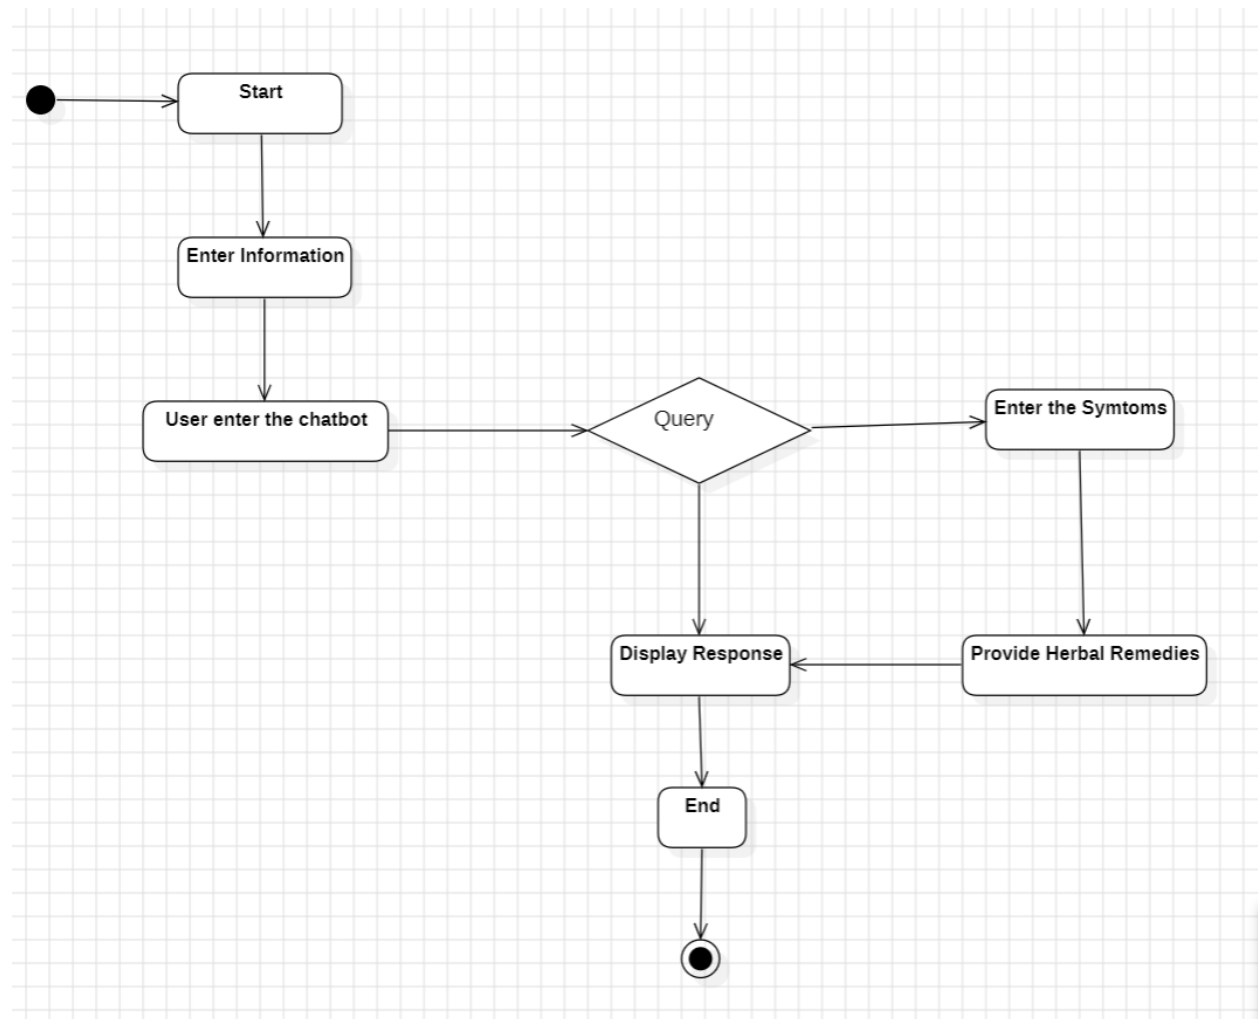 Start
Enter Information
User enter the chatbot
Query
Enter the Symtoms
Display Response
Provide Herbal Remedies
End